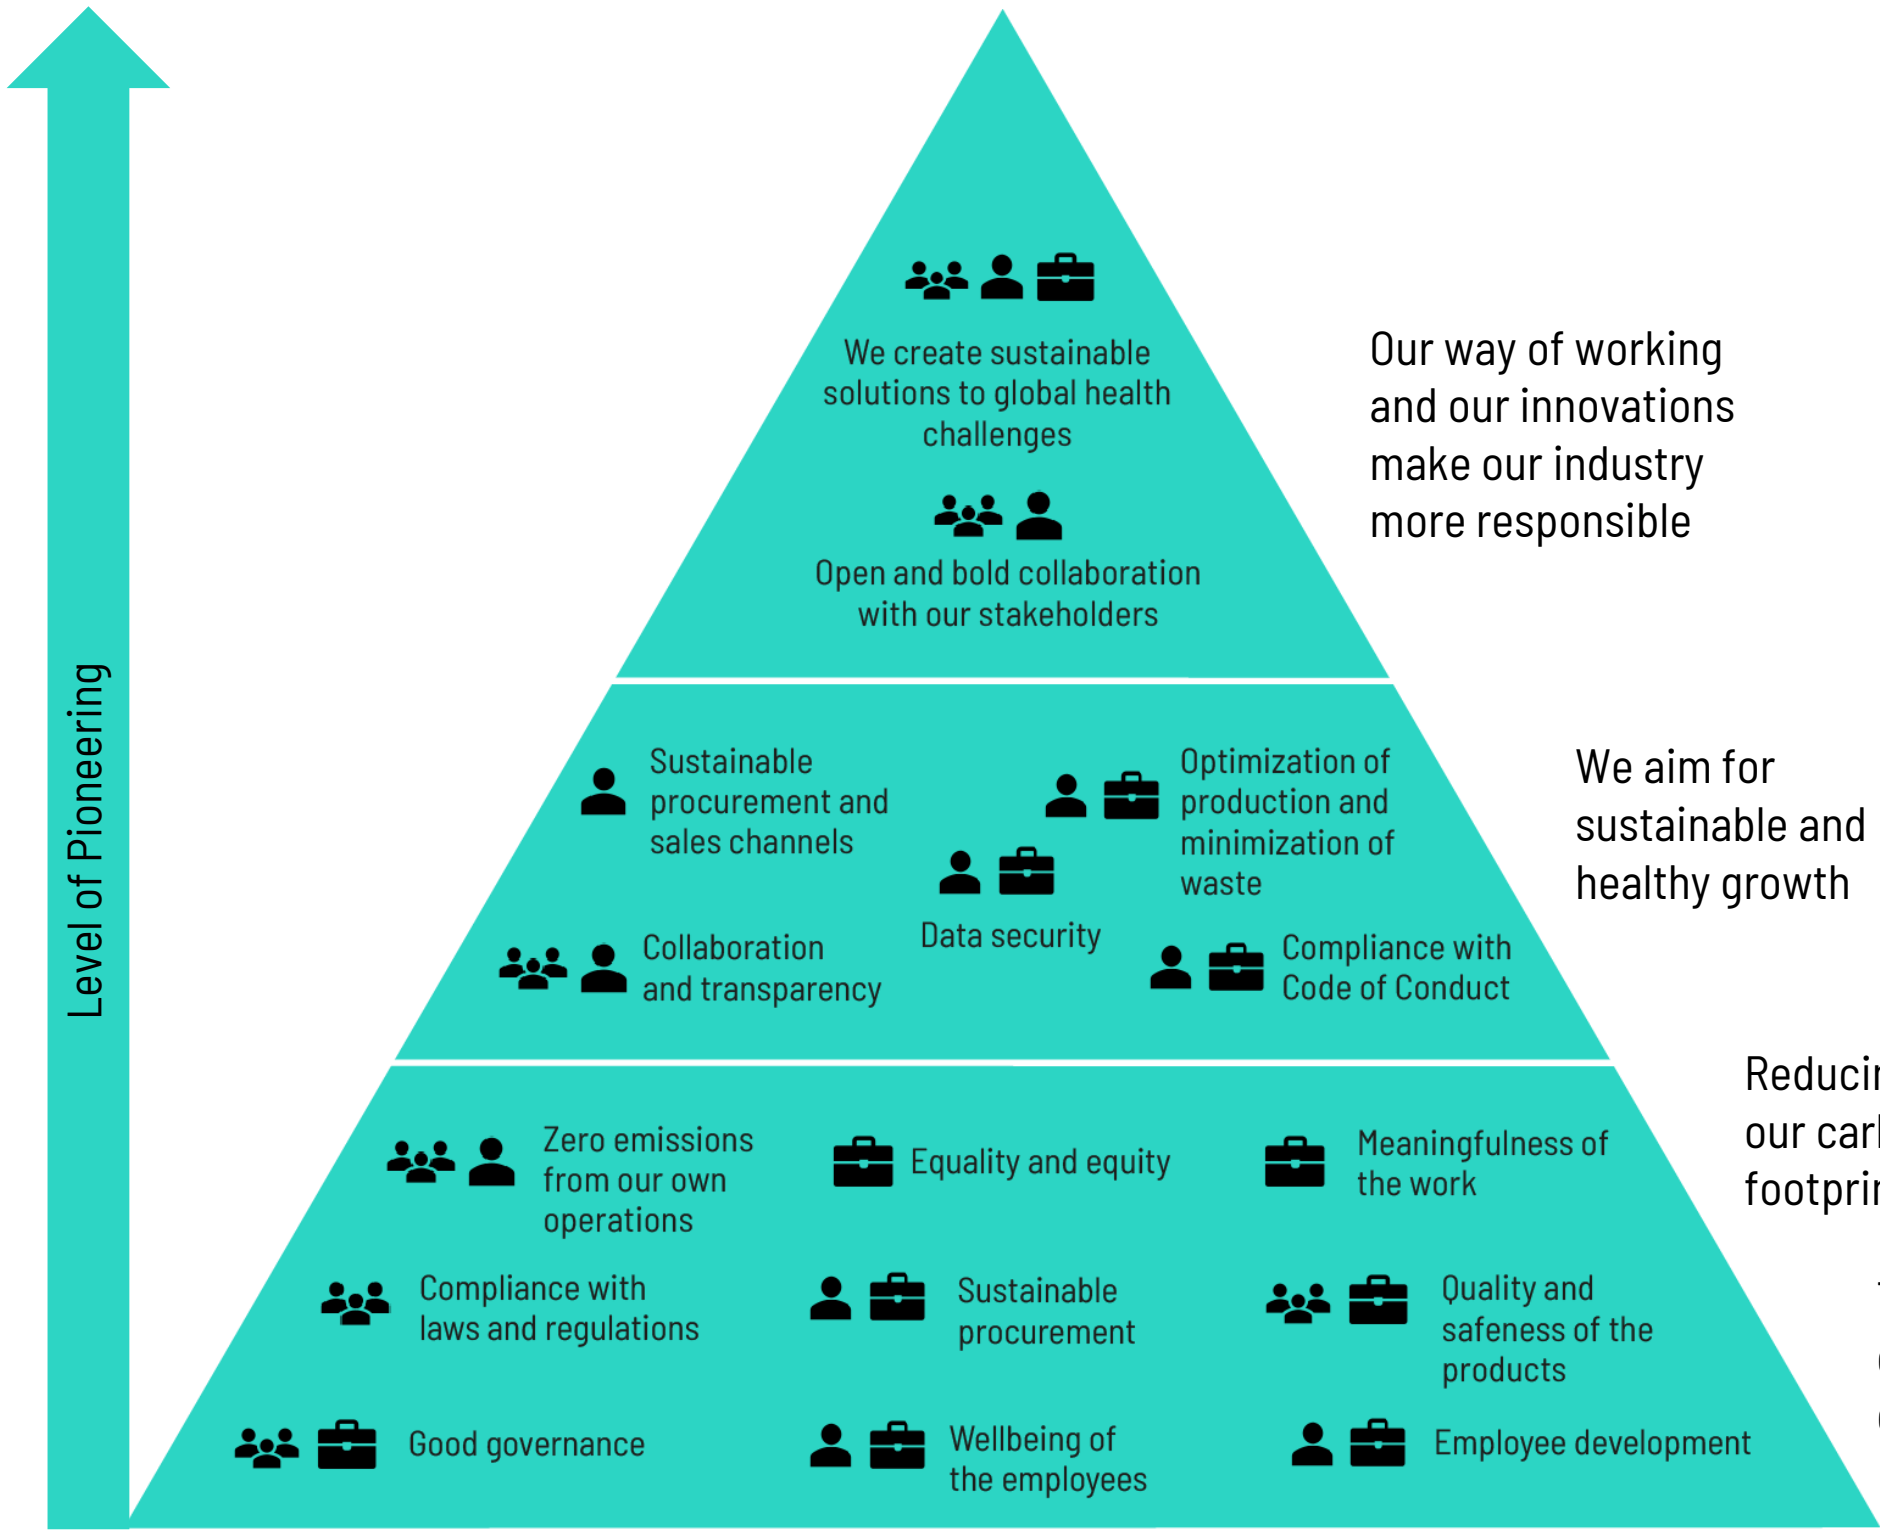 We create sustainable
solutions to global health
challenges
Open and bold collaboration
with our stakeholders
Our way of working
and our innovations
make our industry
more responsible
Level of Pioneering
Sustainable
procurement and
sales channels
Optimization of
production and
minimization of
waste
Data security
Collaboration
and transparency
Compliance with
Code of Conduct
We aim for
sustainable and
healthy growth
Zero emissions
from our own
operations
Equality and equity
Meaningfulness of
the work
our
Compliance with
laws and regulations
Sustainable
procurement
Quality and
safeness of the
products
Good governance
Wellbeing of
the employees
Employee development